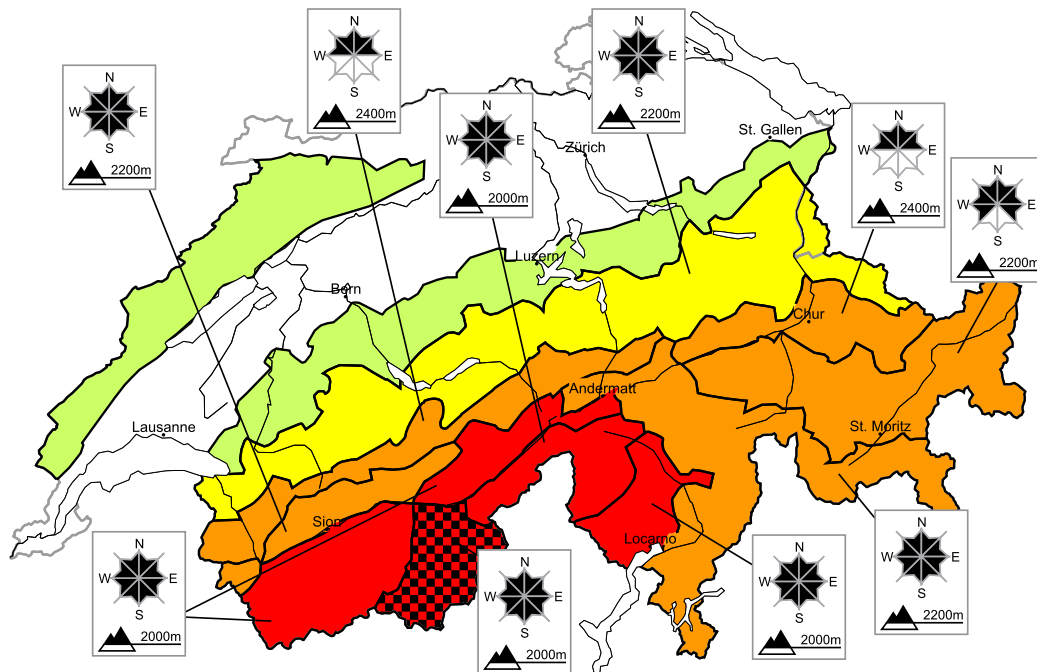 N
W E
S
2400m
N
W E
S
2200m
N
W E
S
2200m
N
W E
S
2000m
N
W E
S
2400m
N
W E
S
2200m
St. Gallen
Zürich
Luzern
Bern
Chur
Andermatt
Lausanne
St. Moritz
Sion
Locarno
N
W E
S
2000m
N
W E
S
2000m
N
W E
S
2000m
N
W E
S
2200m